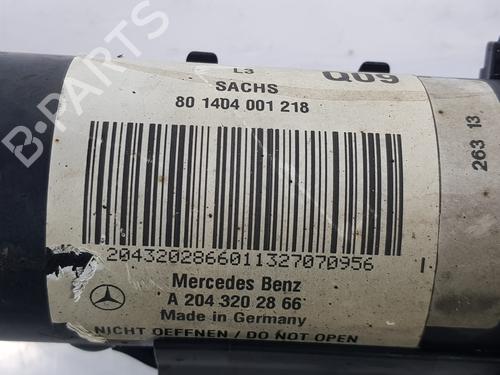 L3
Q09
SACHS
80 1404 001 218
263 13
2043202866011327070956
Mercedes Benz
A 204 320 28 66
Made in Germany
NICHT OEFFNEN / DO NOT OPEN
B-PARTS